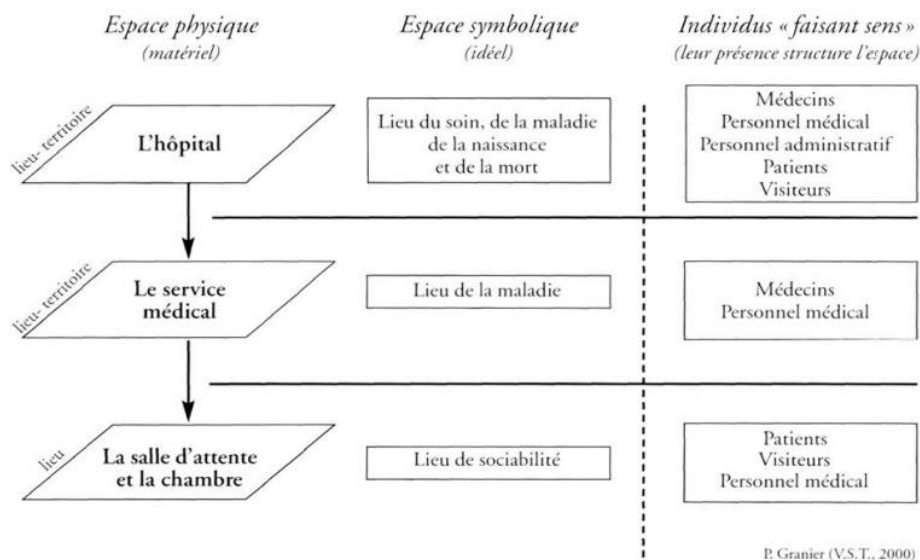 Espace physique
(matériel)
Espace symbolique
(idéel)
Individus « faisant sens »
(leur présence structure l'espace)
lieu- territoire
L'hôpital
Lieu du soin, de la maladie
de la naissance
et de la mort
Médecins
Personnel médical
Personnel administratif
Patients
Visiteurs
lieu- territoire
Le service
médical
Lieu de la maladie
Médecins
Personnel médical
lieu
La salle d'attente
et la chambre
Lieu de sociabilité
Patients
Visiteurs
Personnel médical
P. Granier (V.S.T., 2000)